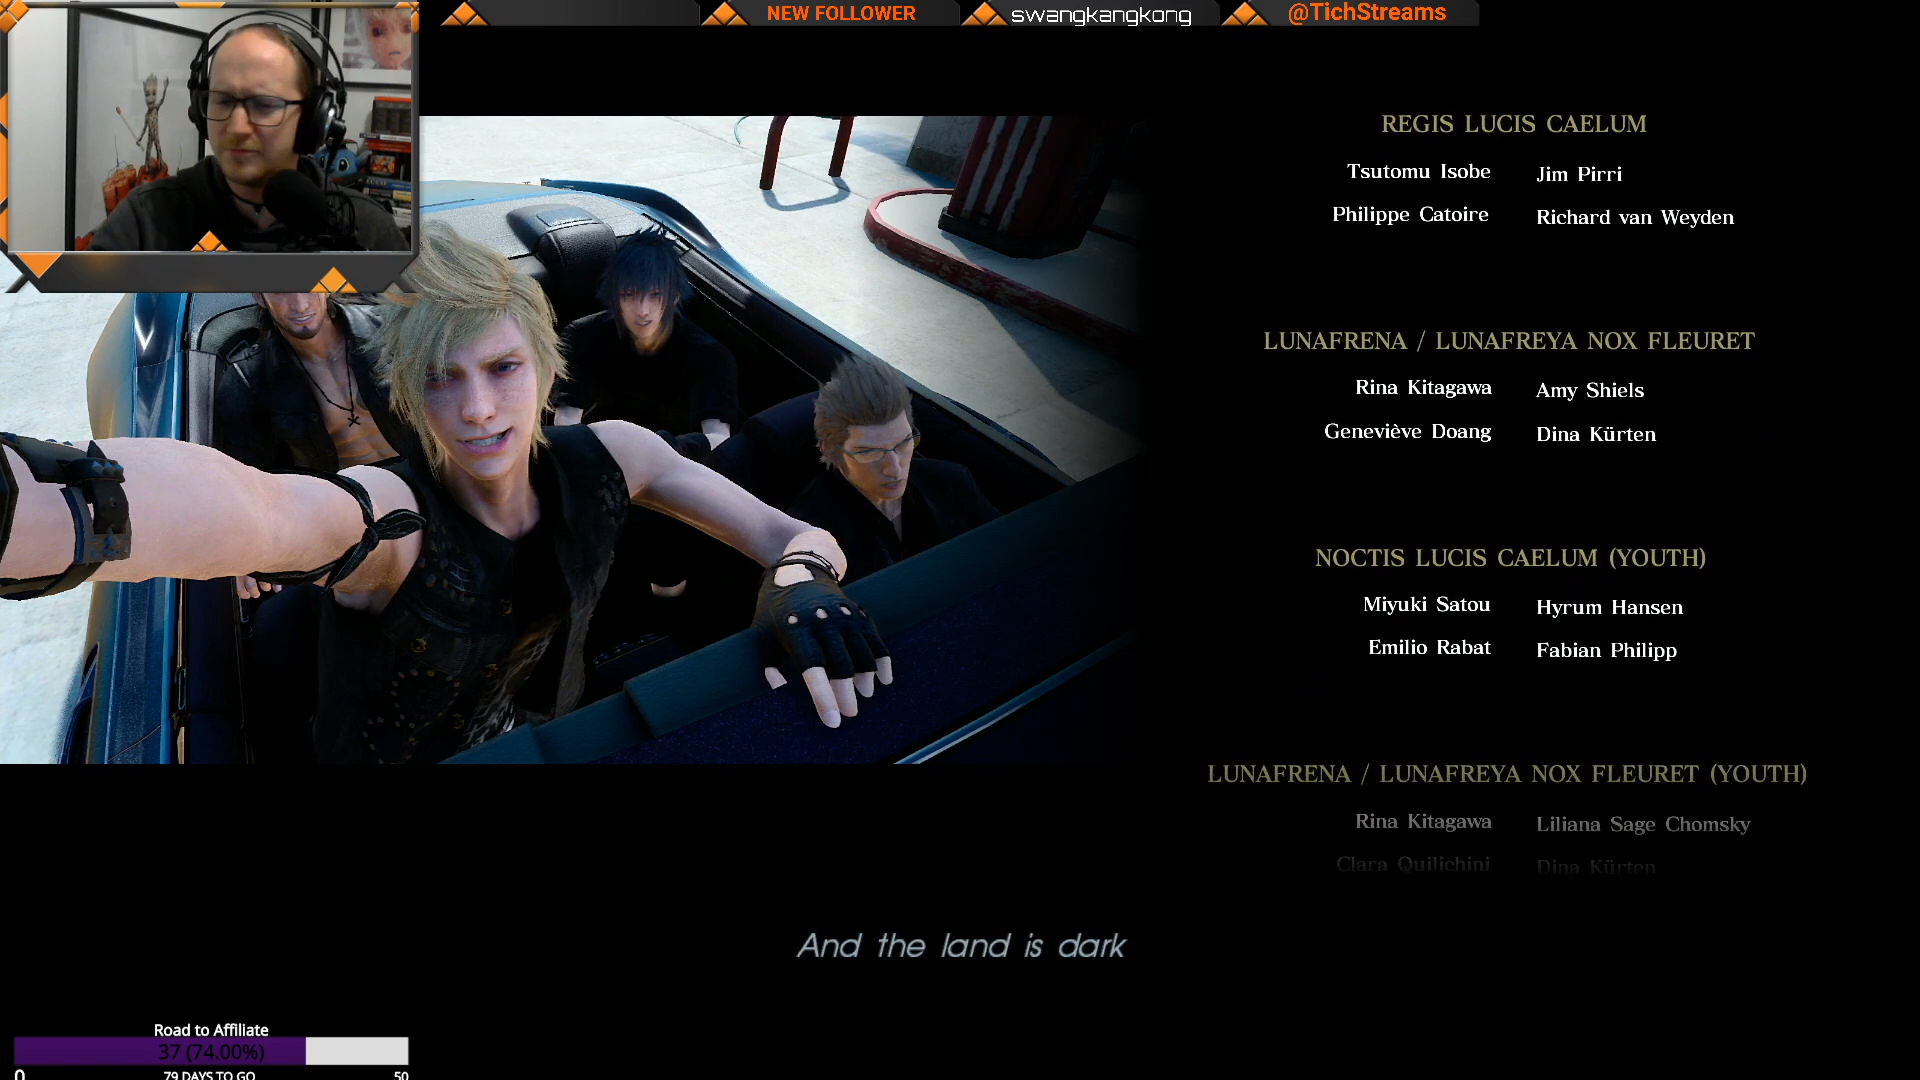 NEW FOLLOWER
swangkangkong
@TichStreams
REGIS LUCIS CAELUM
Tsutomu Isobe Jim Pirri
Philippe Catoire Richard van Weyden
LUNAFRENA / LUNAFREYA NOX FLEURET
Rina Kitagawa Amy Shiels
Geneviève Doang Dina Kürten
NOCTIS LUCIS CAELUM (YOUTH)
Miyuki Satou Hyrum Hansen
Emilio Rabat Fabian Philipp
LUNAFRENA / LUNAFREYA NOX FLEURET (YOUTH)
Rina Kitagawa Liliana Sage Chomsky
Clara Quilichini Dina Kürten
And the land is dark
Road to Affiliate
37 (74.00%)
0 79 DAYS TO GO 50